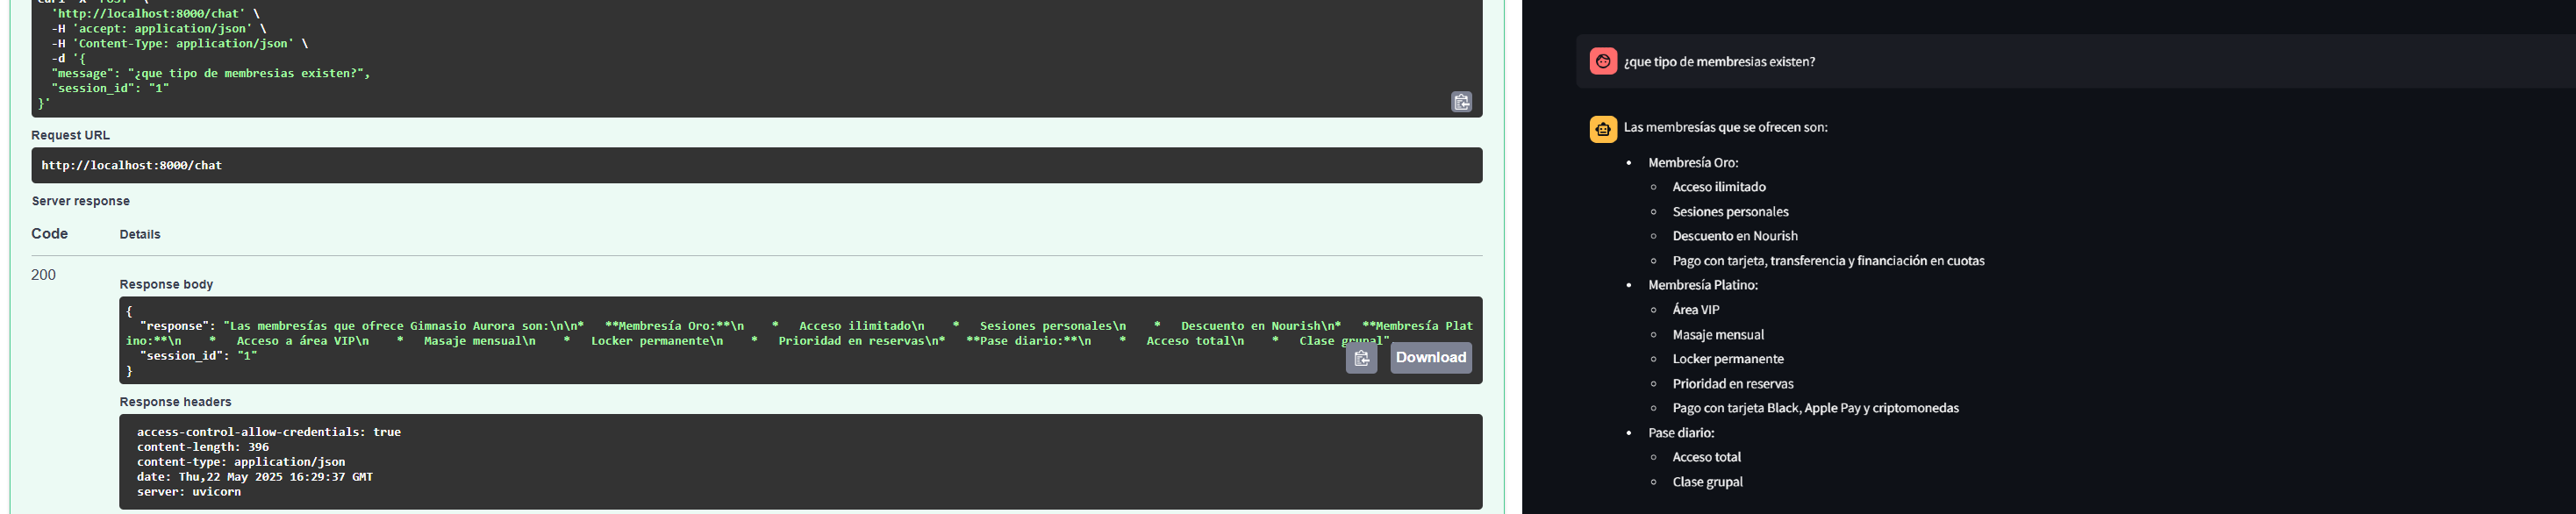 'http://localhost:8000/chat' \
-H 'accept: application/json' \
-H 'Content-Type: application/json' \
-d '{
"message": "¿que tipo de membresias existen?",
"session_id": "1"
}'
Request URL
http://localhost:8000/chat
Server response
Code Details
200
Response body
{
"response": "Las membresías que ofrece Gimnasio Aurora son:\n\n*   **Membresía Oro:**\n    *   Acceso ilimitado\n    *   Sesiones personales\n    *   Descuento en Nourish\n*   **Membresía Plat
ino:**\n    *   Acceso a área VIP\n    *   Masaje mensual\n    *   Locker permanente\n    *   Prioridad en reservas\n*   **Pase diario:**\n    *   Acceso total\n    *   Clase grupal",
"session_id": "1"
}
Download
Response headers
access-control-allow-credentials: true
content-length: 396
content-type: application/json
date: Thu,22 May 2025 16:29:37 GMT
server: uvicorn
¿que tipo de membresias existen?
Las membresías que se ofrecen son:
• Membresía Oro:
◦ Acceso ilimitado
◦ Sesiones personales
◦ Descuento en Nourish
◦ Pago con tarjeta, transferencia y financiación en cuotas
• Membresía Platino:
◦ Área VIP
◦ Masaje mensual
◦ Locker permanente
◦ Prioridad en reservas
◦ Pago con tarjeta Black, Apple Pay y criptomonedas
• Pase diario:
◦ Acceso total
◦ Clase grupal